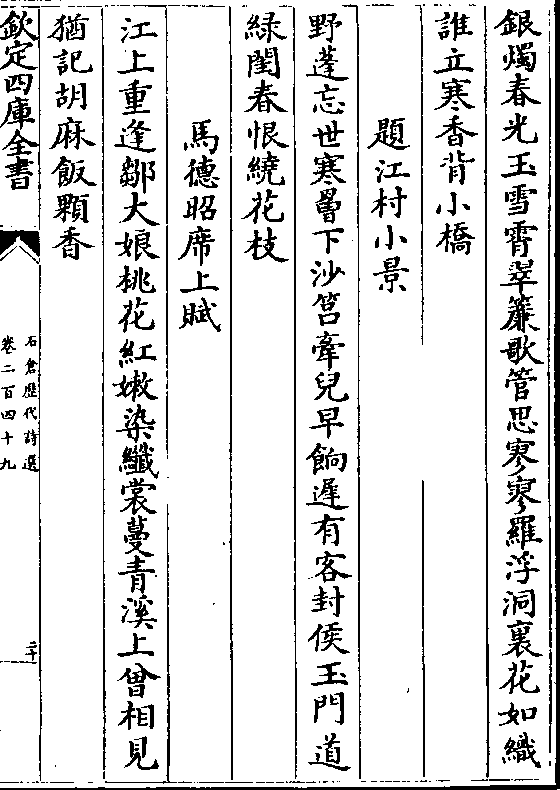 銀燭春光玉雪霄翠簾歌管思寥寥羅浮洞裏花如織
誰立寒香背小橋
題江村小景
野蓬忘世寒罾下沙筥牽兒早餉遲有客封侯玉門道
綠閨春恨繞花枝
馬德昭席上賦
江上重逢鄒大娘桃花紅嫩染纖裳蔓青溪上曾相見
猶記胡麻飯顆香
欽定四庫全書
石倉歴代詩選
卷二百四十九
二十